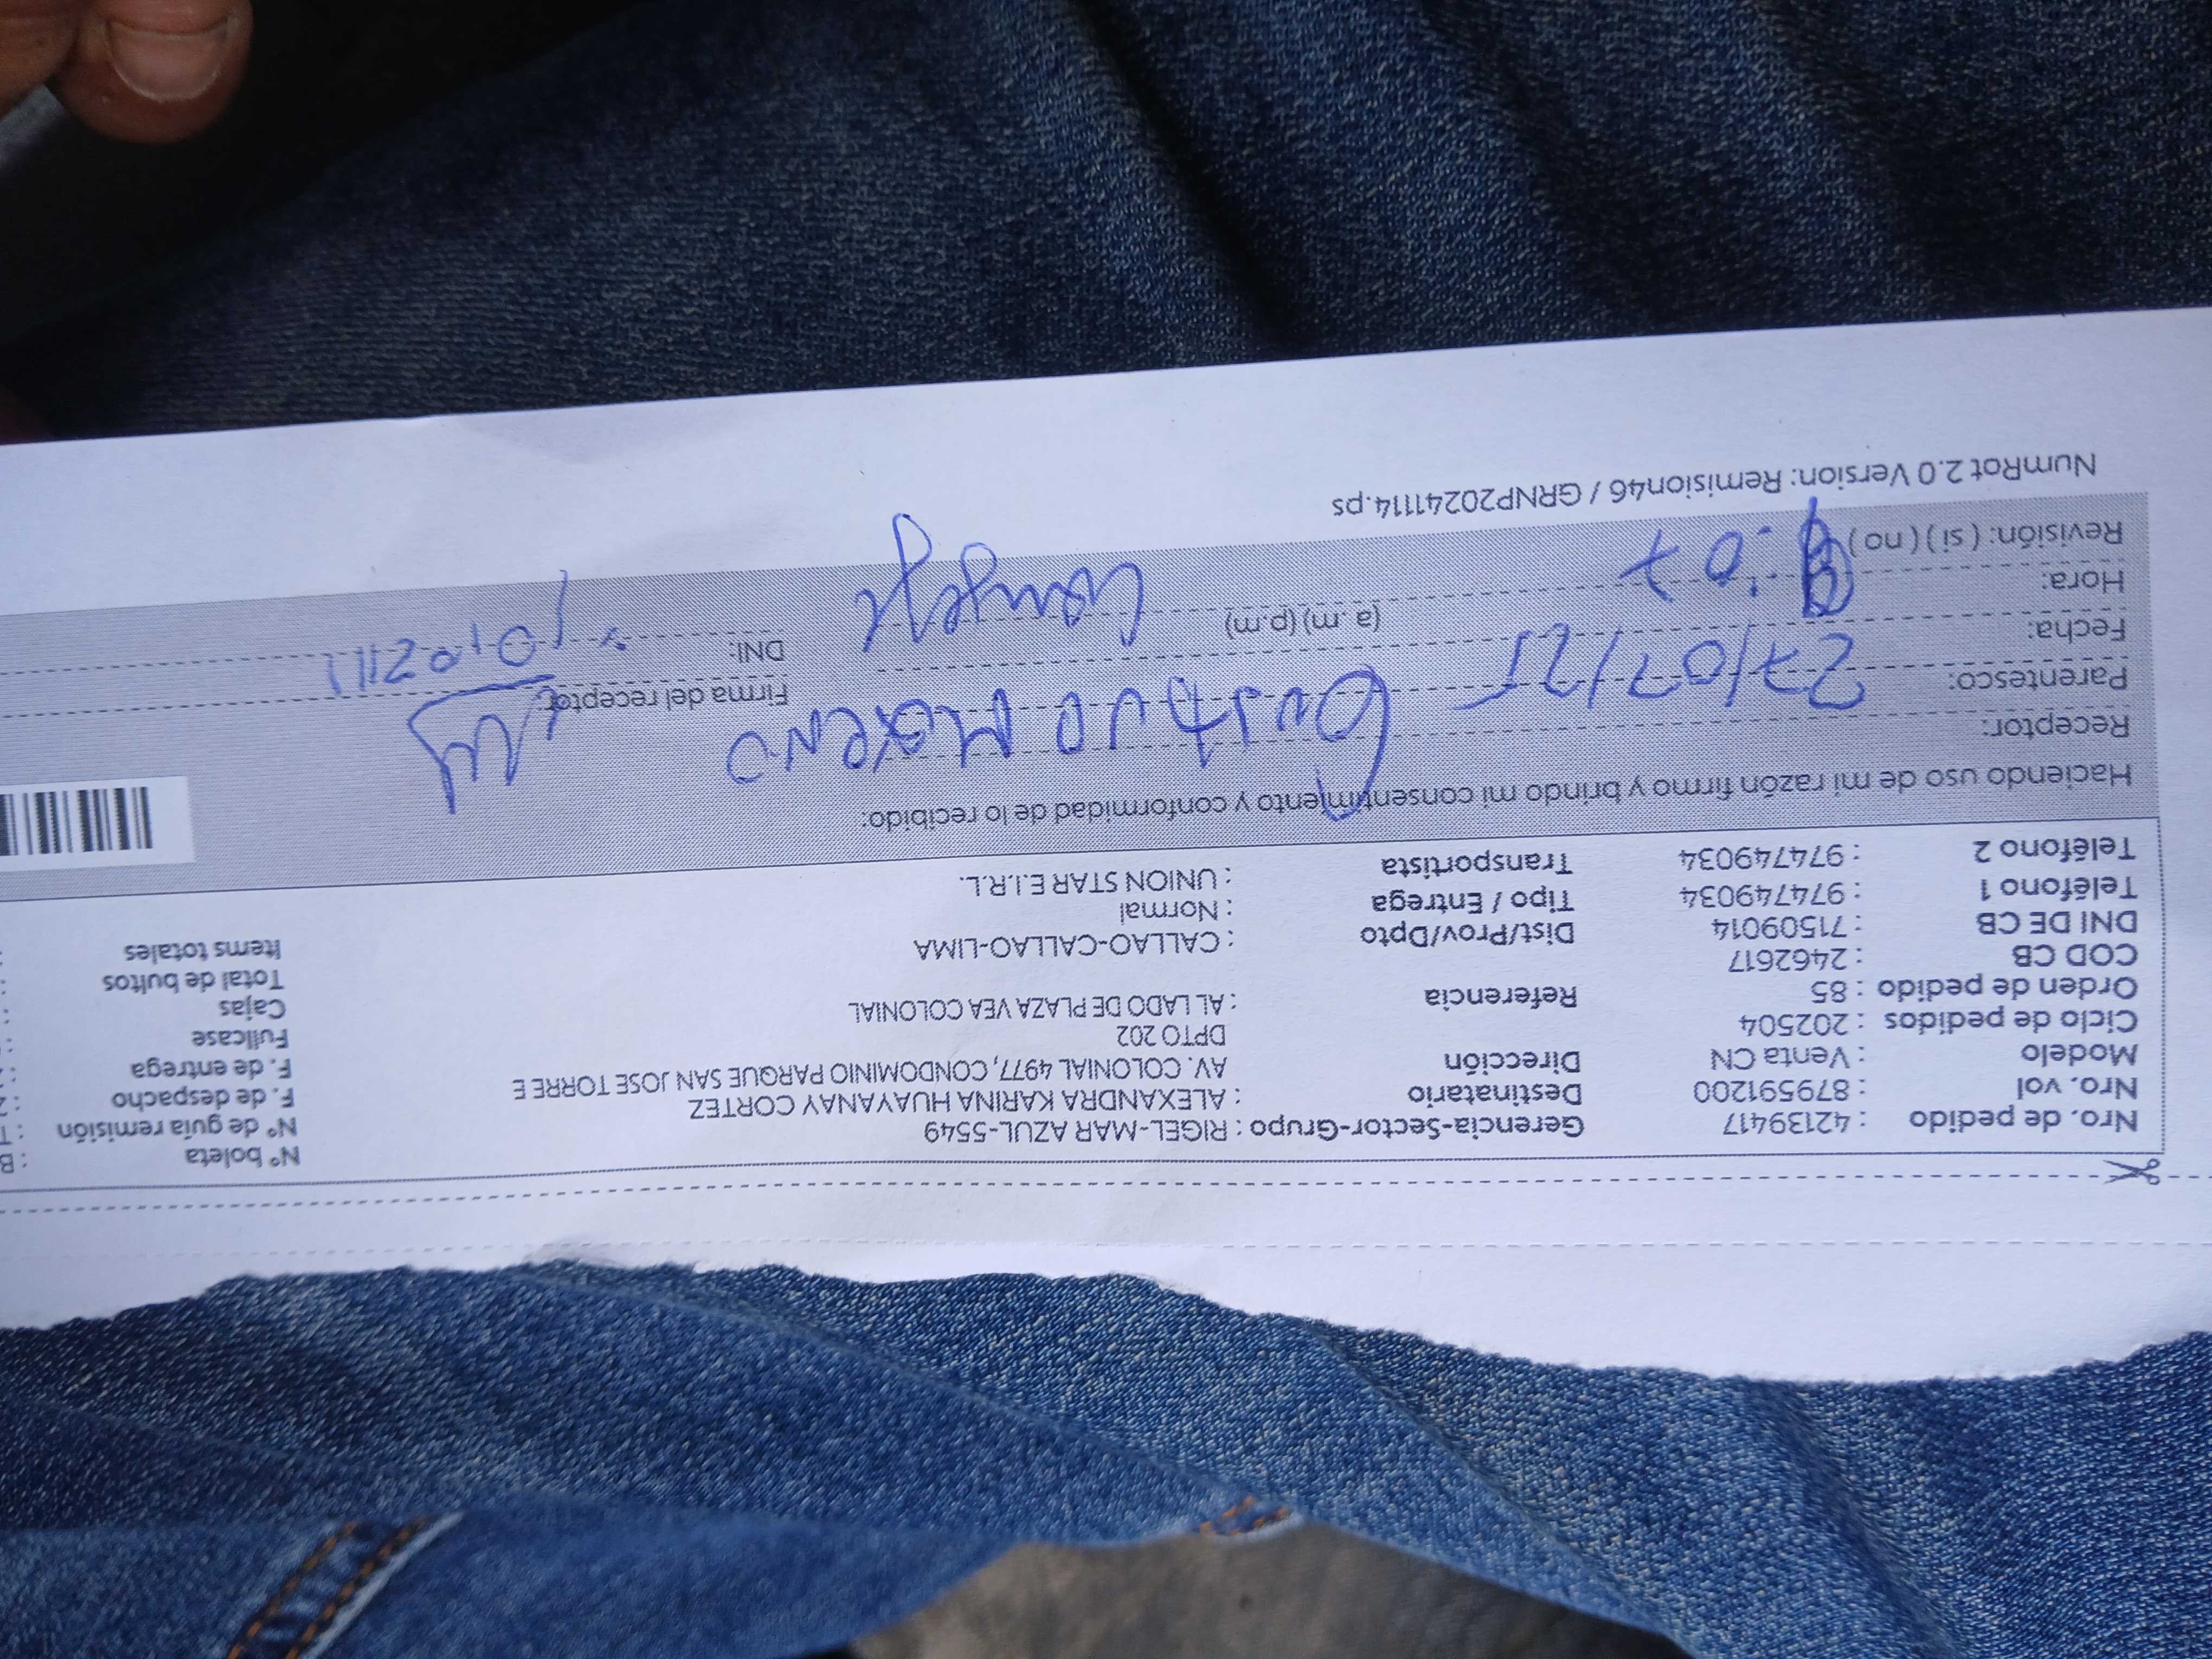 Nro. de pedido : 42139417 Gerencia-Sector-Grupo : RIGEL-MAR AZUL-5549 Nº boleta : B
Nro. vol : 879591200 Destinatario : ALEXANDRA KARINA HUAYANAY CORTEZ Nº de guía remisión : T
Modelo : Venta CN Dirección AV. COLONIAL 4977, CONDOMINIO PARQUE SAN JOSE TORRE E F. de despacho : 2
Ciclo de pedidos : 202504 DPTO 202 F. de entrega :
Orden de pedido : 85 Referencia : AL LADO DE PLAZA VEA COLONIAL Fullcase :
COD CB : 2462617 Cajas :
DNI DE CB : 71509014 Dist/Prov/Dpto : CALLAO-CALLAO-LIMA Total de bultos :
Teléfono 1 : 974749034 Tipo / Entrega : Normal Items totales :
Teléfono 2 : 974749034 Transportista : UNION STAR E.I.R.L.
Haciendo uso de mi razón firmo y brindo mi consentimiento y conformidad de lo recibido:
Receptor: Gustavo Moreno
Parentesco: Firma del receptor:
Fecha: 27/07/25 DNI:
Hora: :07 (a. m) (p.m)
Revisión: ( si ) ( no )
NumRot 2.0 Version: Remision46 / GRNP20241114.ps